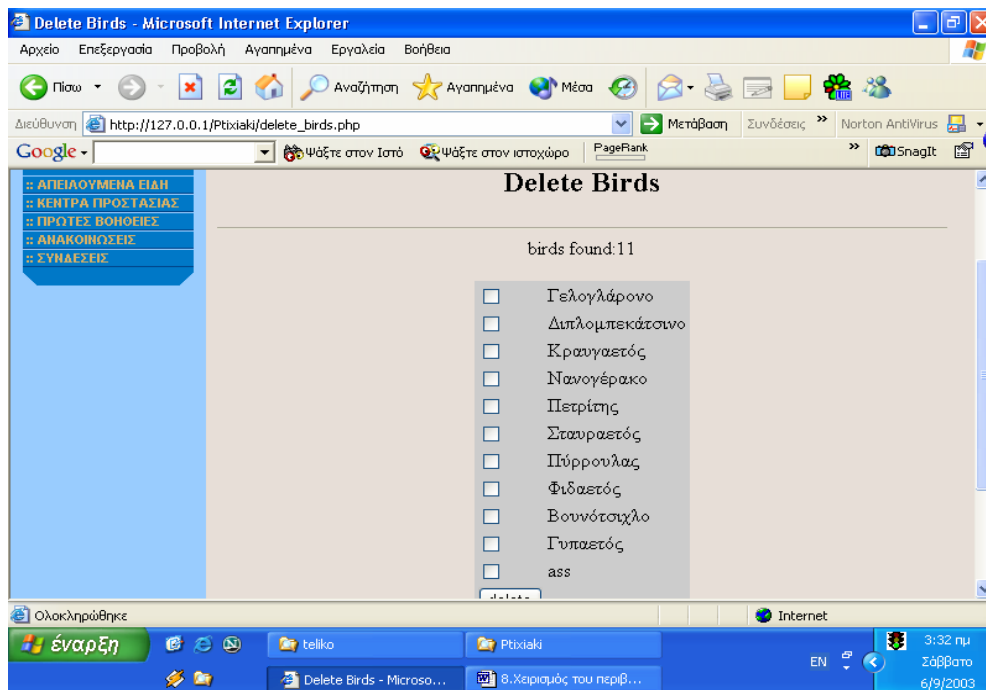 Delete Birds - Microsoft Internet Explorer
Αρχείο Επεξεργασία Προβολή Αγαπημένα Εργαλεία Βοήθεια
Πίσω Αναζήτηση Αγαπημένα Μέσα
Διεύθυνση http://127.0.0.1/Ptixiaki/delete_birds.php Μετάβαση Συνδέσεις » Norton AntiVirus
Google Ψάξτε στον Ιστό Ψάξτε στον ιστοχώρο PageRank » SnagIt
:: ΑΠΕΙΛΟΥΜΕΝΑ ΕΙΔΗ
:: ΚΕΝΤΡΑ ΠΡΟΣΤΑΣΙΑΣ
:: ΠΡΩΤΕΣ ΒΟΗΘΕΙΕΣ
:: ΑΝΑΚΟΙΝΩΣΕΙΣ
:: ΣΥΝΔΕΣΕΙΣ
Delete Birds
birds found:11
Γελογλάρονο
Διπλομπεκάτσινο
Κραυγαετός
Νανογέρακο
Πετρίτης
Σταυραετός
Πύρρουλας
Φιδαετός
Βουνότσιχλο
Γυπαετός
ass
delete
Ολοκληρώθηκε Internet
έναρξη teliko Ptixiaki 3:32 πμ
EN Σάββατο
Delete Birds - Microso... 8.Χειρισμός του περιβ... 6/9/2003